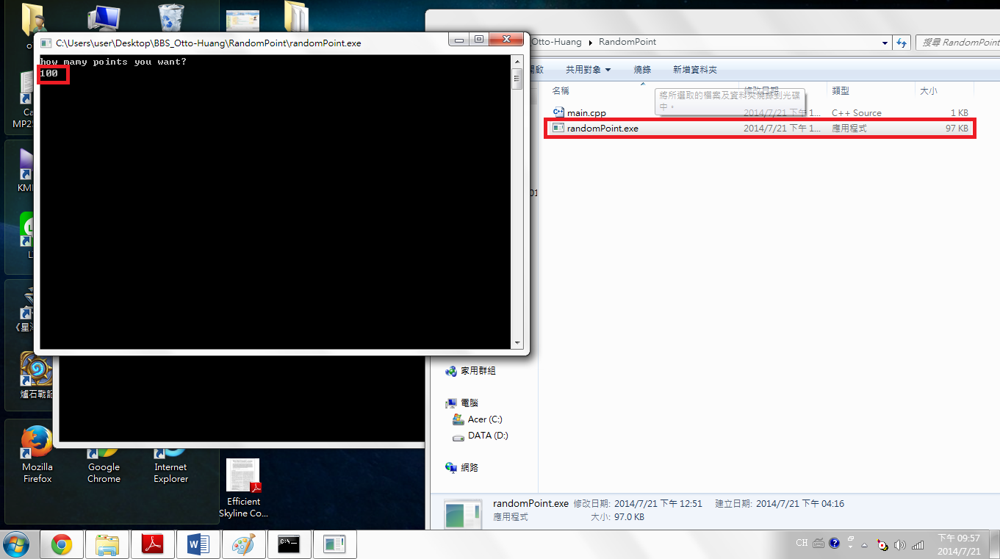 C:\Users\user\Desktop\BBS_Otto-Huang\RandomPoint\randomPoint.exe
how mamy points you want?
100
Otto-Huang ▸ RandomPoint
搜尋 RandomPoint
共用對象
燒錄
新增資料夾
名稱
修改日期
類型
大小
將所選取的檔案及資料夾燒錄到光碟
中。
main.cpp
2014/7/21 下午 1...
C++ Source
1 KB
randomPoint.exe
2014/7/21 下午 1...
應用程式
97 KB
家用群組
電腦
Acer (C:)
DATA (D:)
網路
randomPoint.exe 修改日期: 2014/7/21 下午 12:51 建立日期: 2014/7/21 下午 04:16
應用程式 大小: 97.0 KB
Ca
MP2
KM
L
《星
爐石戰記
Mozilla
Firefox
Google
Chrome
Internet
Explorer
Efficient
Skyline Co...
C:\_
CH
下午 09:57
2014/7/21